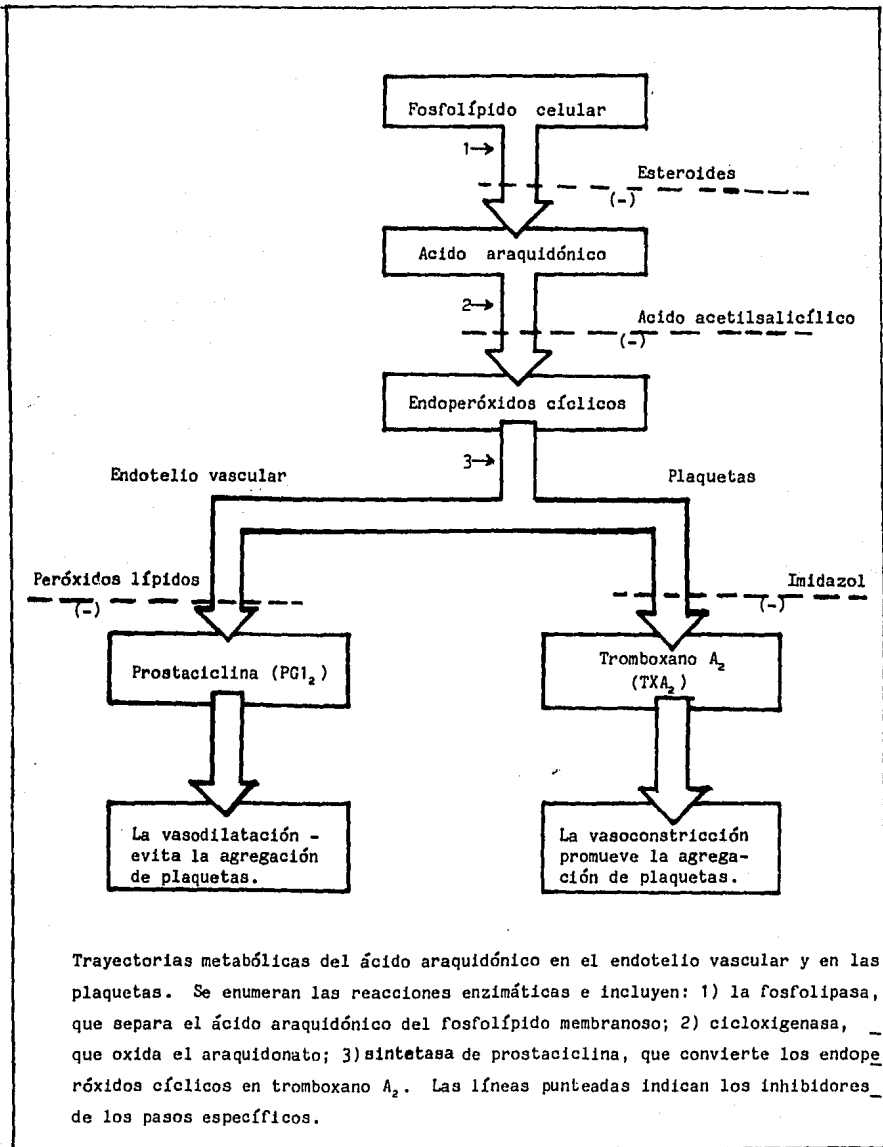 Fosfolípido celular
1→
Esteroides
(-)
Acido araquidónico
2→
Acido acetilsalicílico
(-)
Endoperóxidos cíclicos
3→
Endotelio vascular
Plaquetas
Peróxidos lípidos
(-)
Imidazol
(-)
Prostaciclina (PG1₂)
Tromboxano A₂
(TXA₂)
La vasodilatación -
evita la agregación
de plaquetas.
La vasoconstricción
promueve la agrega-
ción de plaquetas.
Trayectorias metabólicas del ácido araquidónico en el endotelio vascular y en las
plaquetas. Se enumeran las reacciones enzimáticas e incluyen: 1) la fosfolipasa,
que separa el ácido araquidónico del fosfolípido membranoso; 2) cicloxigenasa, _
que oxida el araquidonato; 3) sintetasa de prostaciclina, que convierte los endope
róxidos cíclicos en tromboxano A₂. Las líneas punteadas indican los inhibidores_
de los pasos específicos.